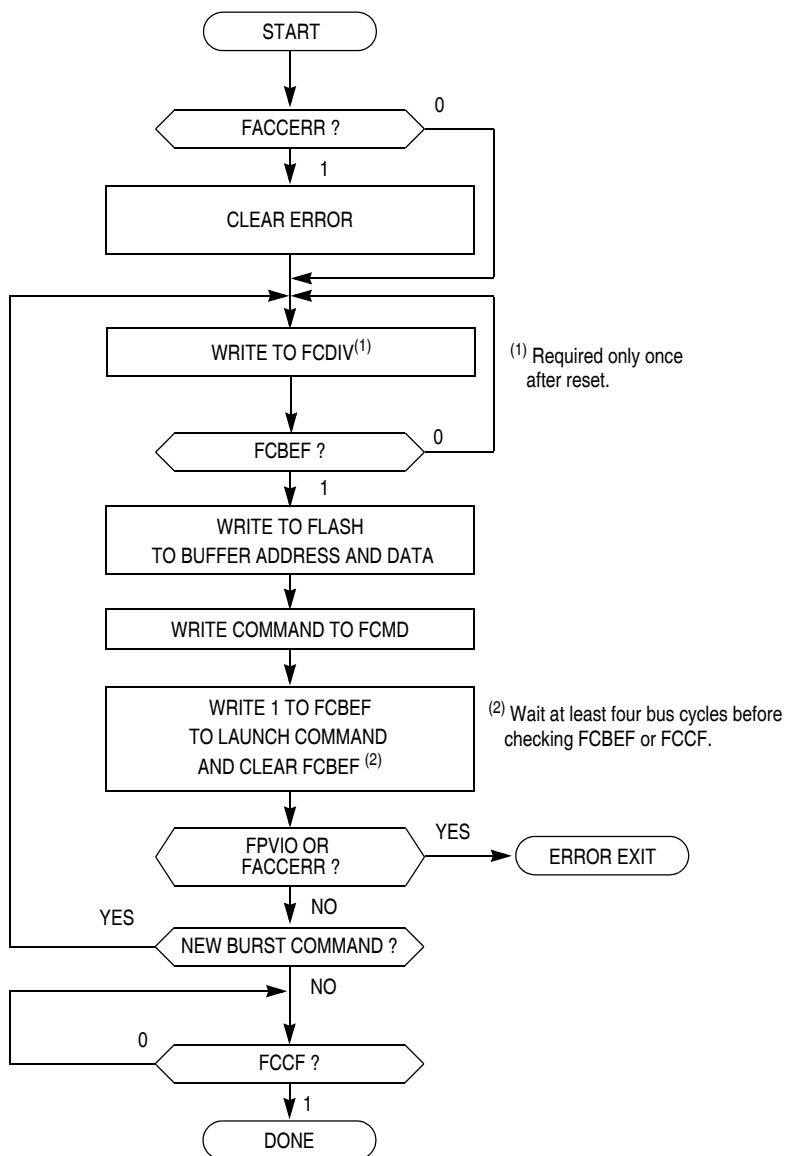 START
FACCERR ?
0
1
CLEAR ERROR
WRITE TO FCDIV(1)
(1) Required only once
after reset.
FCBEF ?
0
1
WRITE TO FLASH
TO BUFFER ADDRESS AND DATA
WRITE COMMAND TO FCMD
WRITE 1 TO FCBEF
TO LAUNCH COMMAND
AND CLEAR FCBEF (2)
(2) Wait at least four bus cycles before
checking FCBEF or FCCF.
FPVIO OR
FACCERR ?
YES
ERROR EXIT
NO
YES
NEW BURST COMMAND ?
NO
0
FCCF ?
1
DONE